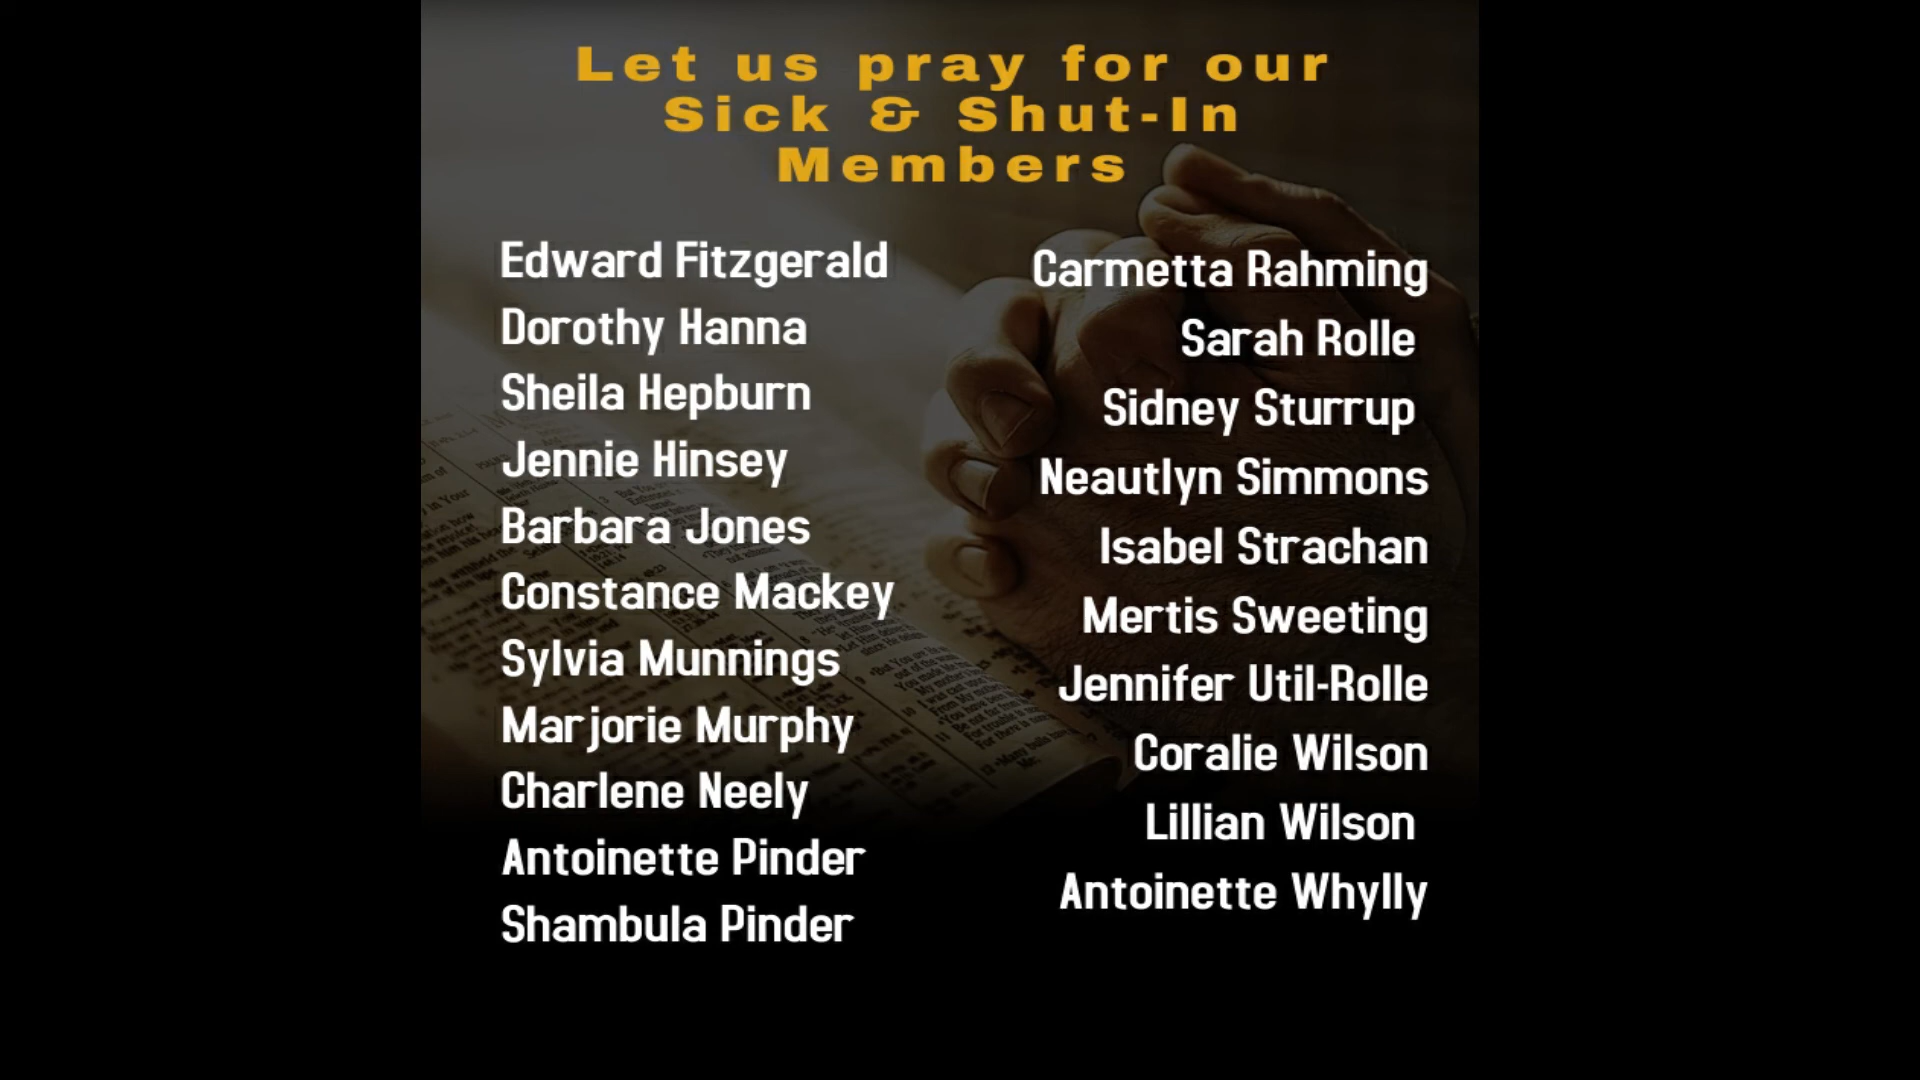 Let us pray for our
Sick & Shut-In
Members
Edward Fitzgerald
Dorothy Hanna
Sheila Hepburn
Jennie Hinsey
Barbara Jones
Constance Mackey
Sylvia Munnings
Marjorie Murphy
Charlene Neely
Antoinette Pinder
Shambula Pinder
Carmetta Rahming
Sarah Rolle
Sidney Sturrup
Neautlyn Simmons
Isabel Strachan
Mertis Sweeting
Jennifer Util-Rolle
Coralie Wilson
Lillian Wilson
Antoinette Whylly